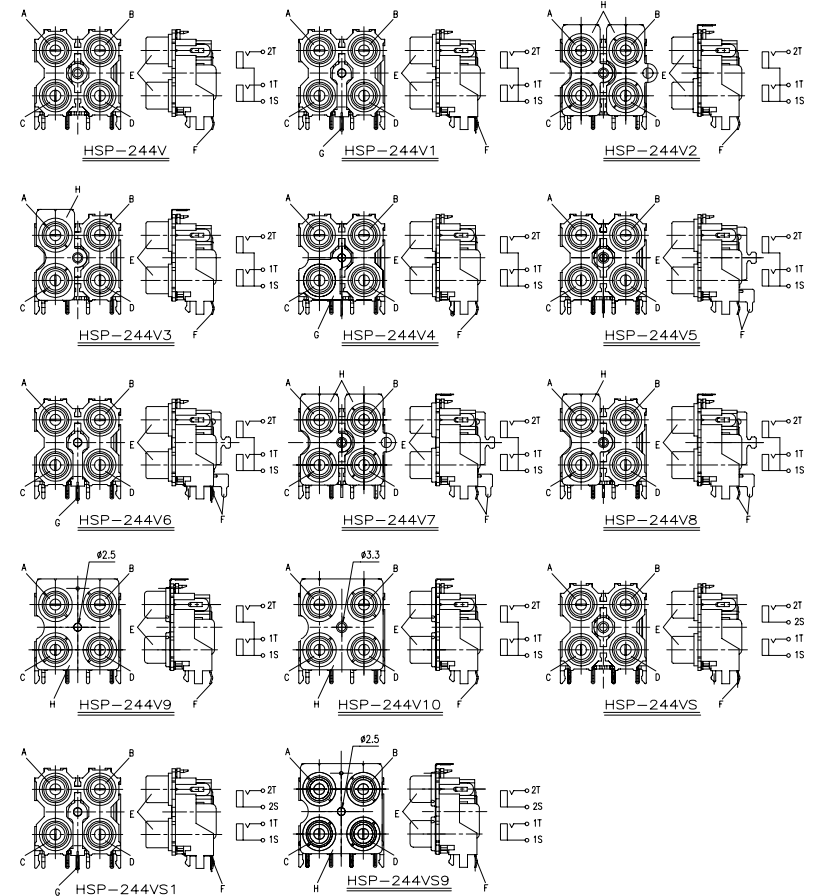 A B E C D F 2T 1T 1S
HSP-244V
A B E C D G F 2T 1T 1S
HSP-244V1
H A B E C D F 2T 1T 1S
HSP-244V2
H A B E C D F 2T 1T 1S
HSP-244V3
A B E C D G F 2T 1T 1S
HSP-244V4
A B E C D F 2T 1T 1S
HSP-244V5
A B E C D G F 2T 1T 1S
HSP-244V6
H A B E C D F 2T 1T 1S
HSP-244V7
H A B E C D F 2T 1T 1S
HSP-244V8
ø2.5
A B E C D H F 2T 1T 1S
HSP-244V9
ø3.3
A B E C D H F 2T 1T 1S
HSP-244V10
A B E C D F 2T 2S 1T 1S
HSP-244VS
A B E C D G F 2T 2S 1T 1S
HSP-244VS1
ø2.5
A B E C D H F 2T 2S 1T 1S
HSP-244VS9